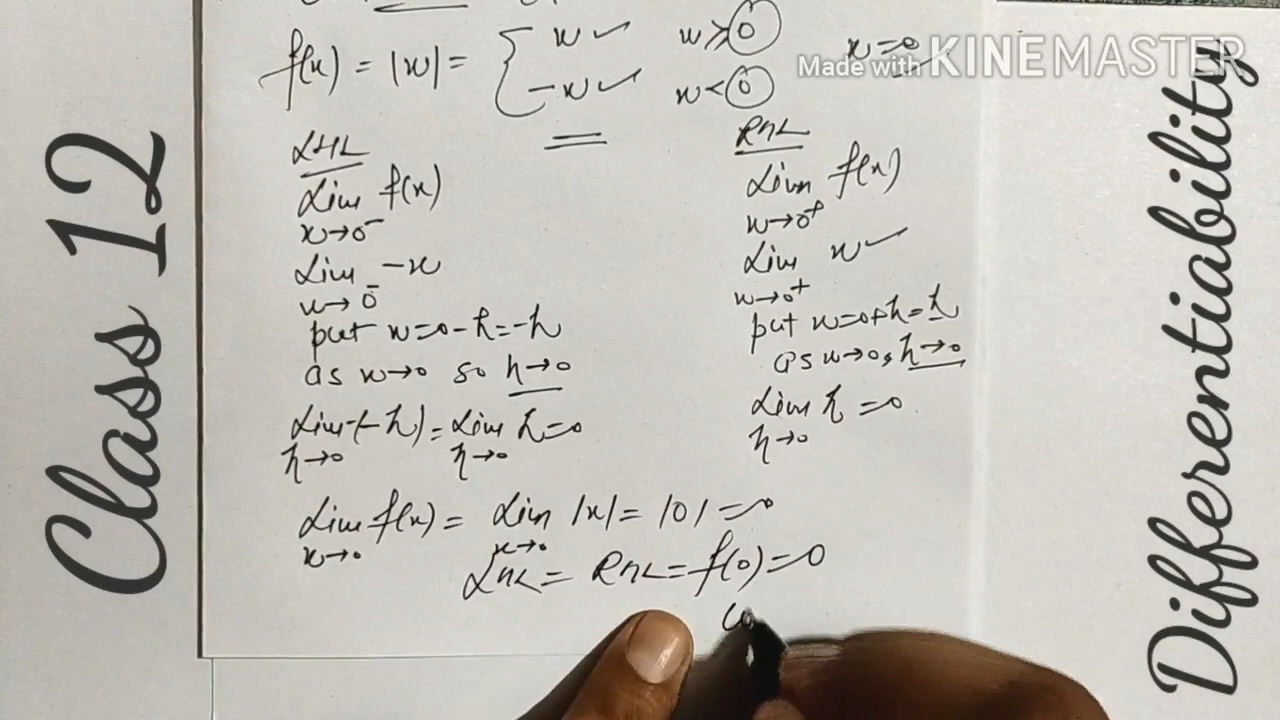 Class 12
f(x) = |x| = { x ✓ x ≥ 0
-x ✓ x < 0
x = 0
Made with KINEMASTER
LHL
Lim f(x)
x→0⁻
Lim -x
x→0⁻
put x=0-h=-h
as x→0 so h→0
Lim-(-h) = Lim h=0
h→0 h→0
RHL
Lim f(x)
x→0⁺
Lim x ✓
x→0⁺
put x=0+h=h
as x→0, h→0
Lim h =0
h→0
Lim f(x) = Lim |x| = |0| =0
x→0 x→0
LHL = RHL = f(0) = 0
Differentiability